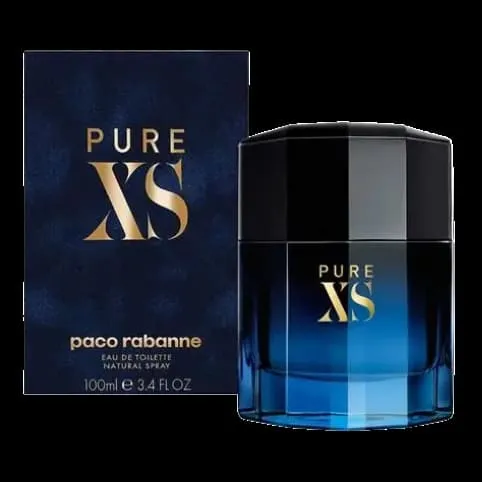 PURE
XS
paco rabanne
EAU DE TOILETTE
NATURAL SPRAY
100ml ℮ 3.4 FL OZ
PURE
XS